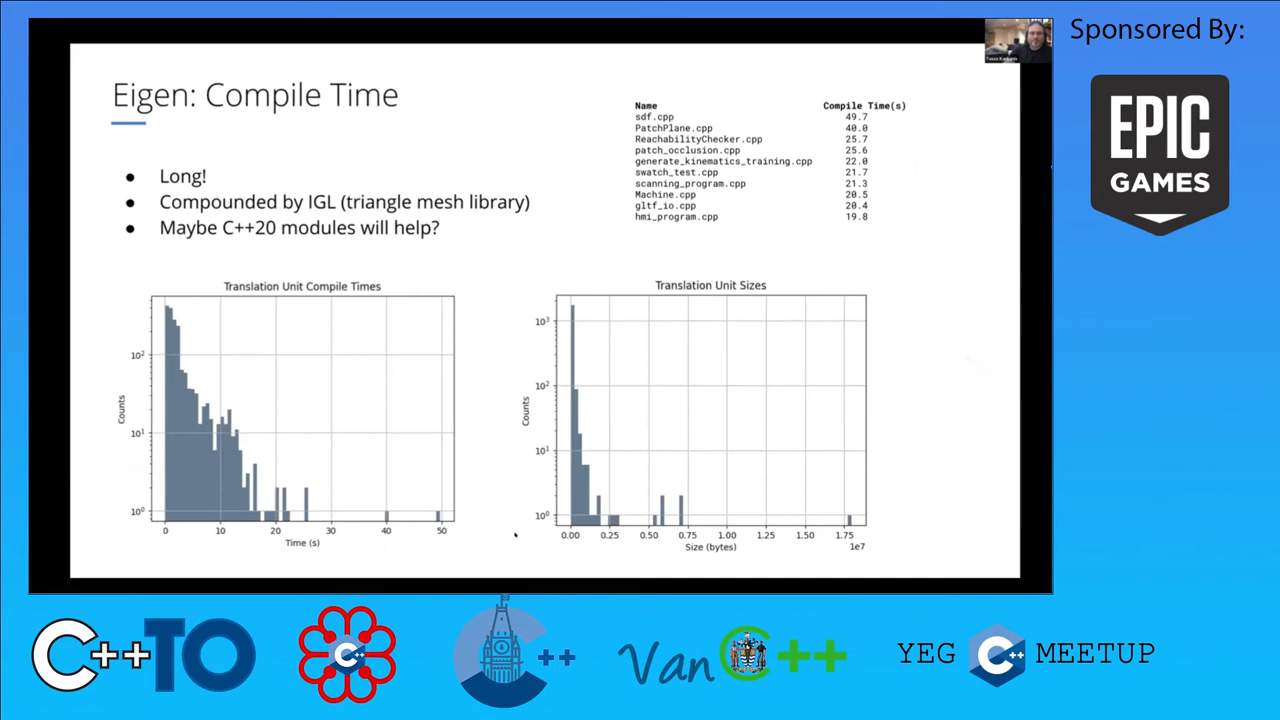 Sponsored By:
EPIC
GAMES
Eigen: Compile Time
Long!
Compounded by IGL (triangle mesh library)
Maybe C++20 modules will help?
Name Compile Time(s)
sdf.cpp 49.7
PatchPlane.cpp 40.0
ReachabilityChecker.cpp 25.7
patch_occlusion.cpp 25.6
generate_kinematics_training.cpp 22.0
swatch_test.cpp 21.7
scanning_program.cpp 21.3
Machine.cpp 20.5
gltf_io.cpp 20.4
hmi_program.cpp 19.8
Translation Unit Compile Times
Counts
10²
10¹
10⁰
0 10 20 30 40 50
Time (s)
Translation Unit Sizes
Counts
10³
10²
10¹
10⁰
0.00 0.25 0.50 0.75 1.00 1.25 1.50 1.75
1e7
Size (bytes)
C++TO
C++
C++
Van C++
YEG C++ MEETUP